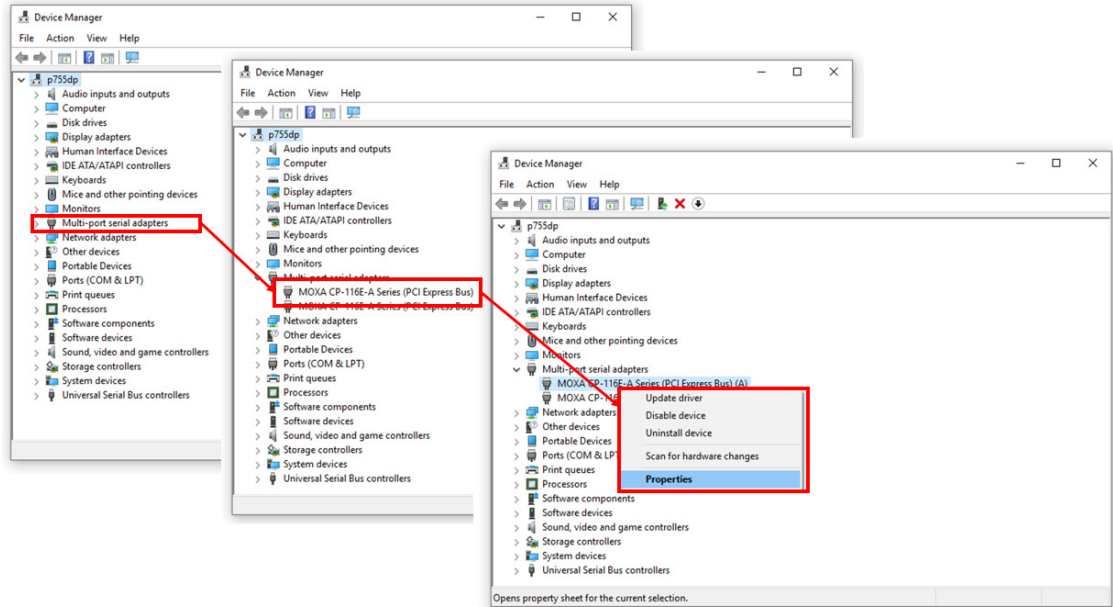 Device Manager
File Action View Help
p755dp
Audio inputs and outputs
Computer
Disk drives
Display adapters
Human Interface Devices
IDE ATA/ATAPI controllers
Keyboards
Mice and other pointing devices
Monitors
Multi-port serial adapters
Network adapters
Other devices
Portable Devices
Ports (COM & LPT)
Print queues
Processors
Software components
Software devices
Sound, video and game controllers
Storage controllers
System devices
Universal Serial Bus controllers
Device Manager
File Action View Help
p755dp
Audio inputs and outputs
Computer
Disk drives
Display adapters
Human Interface Devices
IDE ATA/ATAPI controllers
Keyboards
Mice and other pointing devices
Monitors
Multi-port serial adapters
MOXA CP-116E-A Series (PCI Express Bus)
MOXA CP-116E-A Series (PCI Express Bus)
Network adapters
Other devices
Portable Devices
Ports (COM & LPT)
Print queues
Processors
Software components
Software devices
Sound, video and game controllers
Storage controllers
System devices
Universal Serial Bus controllers
Device Manager
File Action View Help
p755dp
Audio inputs and outputs
Computer
Disk drives
Display adapters
Human Interface Devices
IDE ATA/ATAPI controllers
Keyboards
Mice and other pointing devices
Monitors
Multi-port serial adapters
MOXA CP-116E-A Series (PCI Express Bus) (A)
MOXA CP-116
Network adapters
Other devices
Portable Devices
Ports (COM & LPT
Print queues
Processors
Software components
Software devices
Sound, video and game controllers
Storage controllers
System devices
Universal Serial Bus controllers
Update driver
Disable device
Uninstall device
Scan for hardware changes
Properties
Opens property sheet for the current selection.